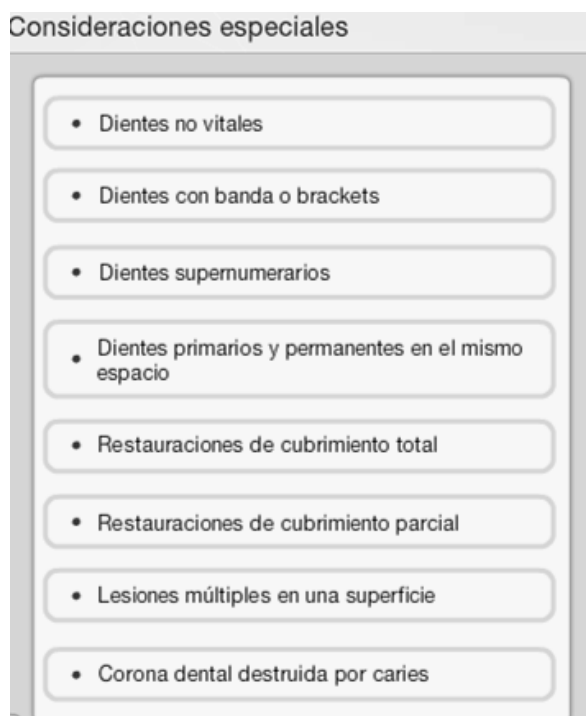 Consideraciones especiales
• Dientes no vitales
• Dientes con banda o brackets
• Dientes supernumerarios
• Dientes primarios y permanentes en el mismo
espacio
• Restauraciones de cubrimiento total
• Restauraciones de cubrimiento parcial
• Lesiones múltiples en una superficie
• Corona dental destruida por caries